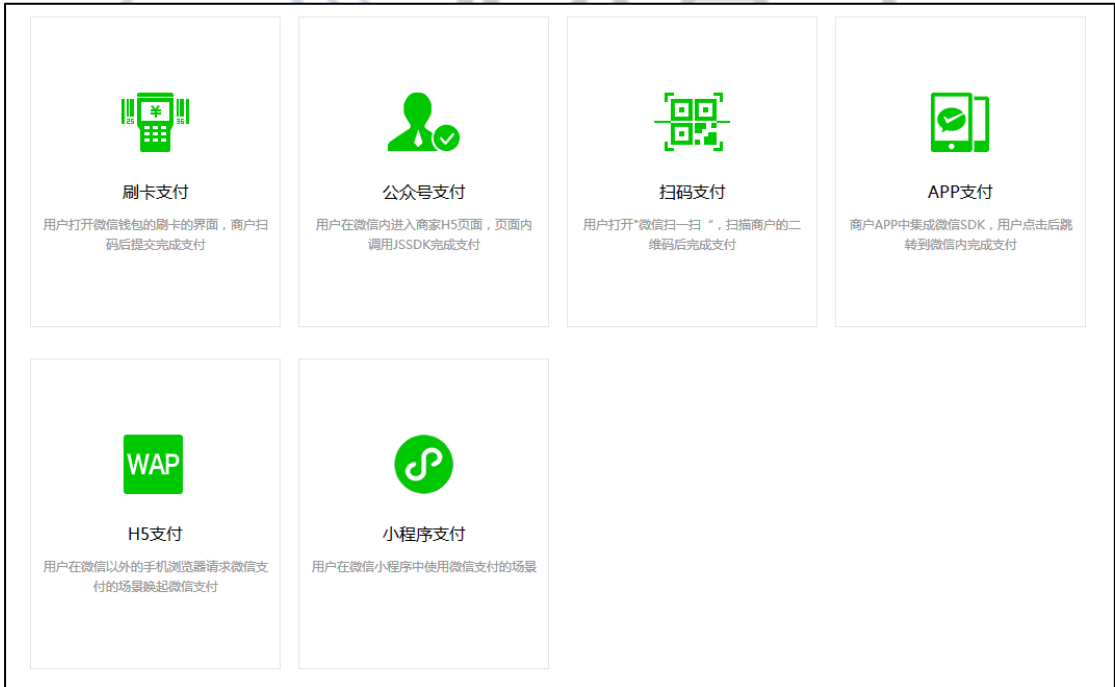 25
36
刷卡支付
用户打开微信钱包的刷卡的界面，商户扫
码后提交完成支付
公众号支付
用户在微信内进入商家H5页面，页面内
调用JSSDK完成支付
扫码支付
用户打开"微信扫一扫“，扫描商户的二
维码后完成支付
APP支付
商户APP中集成微信SDK，用户点击后跳
转到微信内完成支付
WAP
H5支付
用户在微信以外的手机浏览器请求微信支
付的场景唤起微信支付
小程序支付
用户在微信小程序中使用微信支付的场景